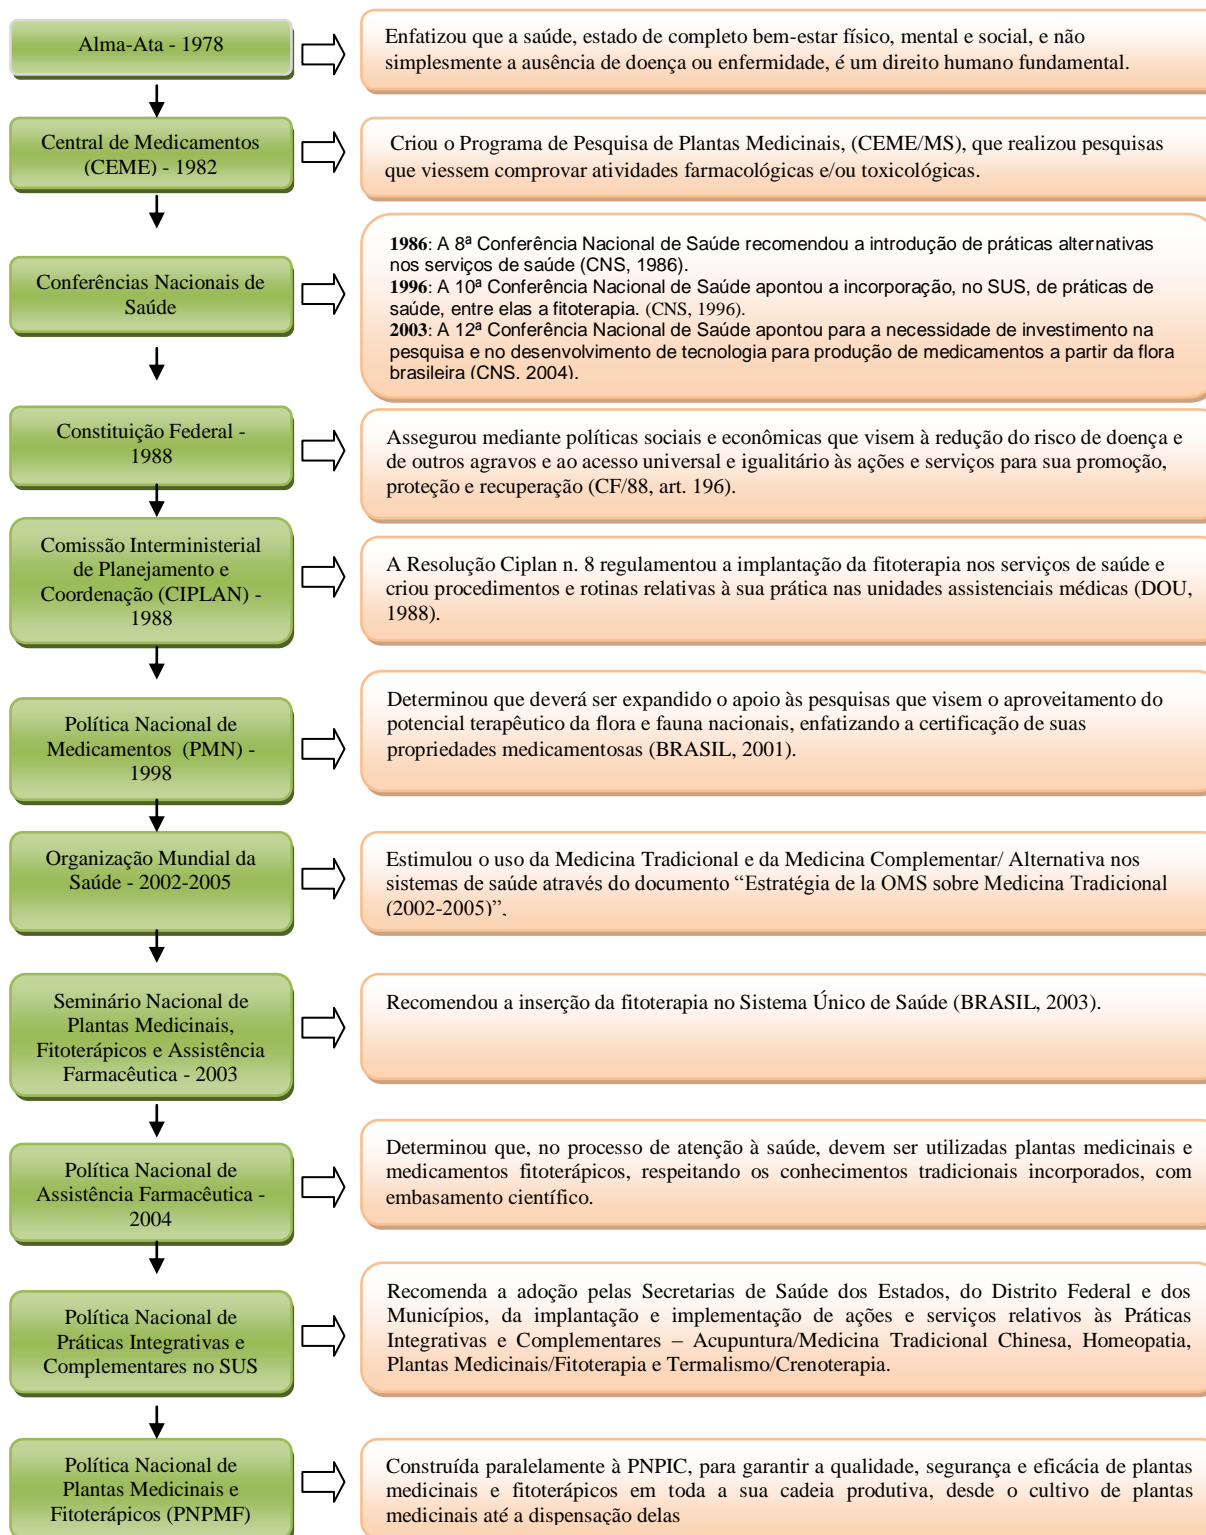 Alma-Ata - 1978
Enfatizou que a saúde, estado de completo bem-estar físico, mental e social, e não
simplesmente a ausência de doença ou enfermidade, é um direito humano fundamental.
Central de Medicamentos
(CEME) - 1982
Criou o Programa de Pesquisa de Plantas Medicinais, (CEME/MS), que realizou pesquisas
que viessem comprovar atividades farmacológicas e/ou toxicológicas.
Conferências Nacionais de
Saúde
1986: A 8ª Conferência Nacional de Saúde recomendou a introdução de práticas alternativas
nos serviços de saúde (CNS, 1986).
1996: A 10ª Conferência Nacional de Saúde apontou a incorporação, no SUS, de práticas de
saúde, entre elas a fitoterapia. (CNS, 1996).
2003: A 12ª Conferência Nacional de Saúde apontou para a necessidade de investimento na
pesquisa e no desenvolvimento de tecnologia para produção de medicamentos a partir da flora
brasileira (CNS, 2004).
Constituição Federal -
1988
Assegurou mediante políticas sociais e econômicas que visem à redução do risco de doença e
de outros agravos e ao acesso universal e igualitário às ações e serviços para sua promoção,
proteção e recuperação (CF/88, art. 196).
Comissão Interministerial
de Planejamento e
Coordenação (CIPLAN) -
1988
A Resolução Ciplan n. 8 regulamentou a implantação da fitoterapia nos serviços de saúde e
criou procedimentos e rotinas relativas à sua prática nas unidades assistenciais médicas (DOU,
1988).
Política Nacional de
Medicamentos (PMN) -
1998
Determinou que deverá ser expandido o apoio às pesquisas que visem o aproveitamento do
potencial terapêutico da flora e fauna nacionais, enfatizando a certificação de suas
propriedades medicamentosas (BRASIL, 2001).
Organização Mundial da
Saúde - 2002-2005
Estimulou o uso da Medicina Tradicional e da Medicina Complementar/ Alternativa nos
sistemas de saúde através do documento “Estratégia de la OMS sobre Medicina Tradicional
(2002-2005)”,
Seminário Nacional de
Plantas Medicinais,
Fitoterápicos e Assistência
Farmacêutica - 2003
Recomendou a inserção da fitoterapia no Sistema Único de Saúde (BRASIL, 2003).
Política Nacional de
Assistência Farmacêutica -
2004
Determinou que, no processo de atenção à saúde, devem ser utilizadas plantas medicinais e
medicamentos fitoterápicos, respeitando os conhecimentos tradicionais incorporados, com
embasamento científico.
Política Nacional de
Práticas Integrativas e
Complementares no SUS
Recomenda a adoção pelas Secretarias de Saúde dos Estados, do Distrito Federal e dos
Municípios, da implantação e implementação de ações e serviços relativos às Práticas
Integrativas e Complementares – Acupuntura/Medicina Tradicional Chinesa, Homeopatia,
Plantas Medicinais/Fitoterapia e Termalismo/Crenoterapia.
Política Nacional de
Plantas Medicinais e
Fitoterápicos (PNPMF)
Construída paralelamente à PNPIC, para garantir a qualidade, segurança e eficácia de plantas
medicinais e fitoterápicos em toda a sua cadeia produtiva, desde o cultivo de plantas
medicinais até a dispensação delas